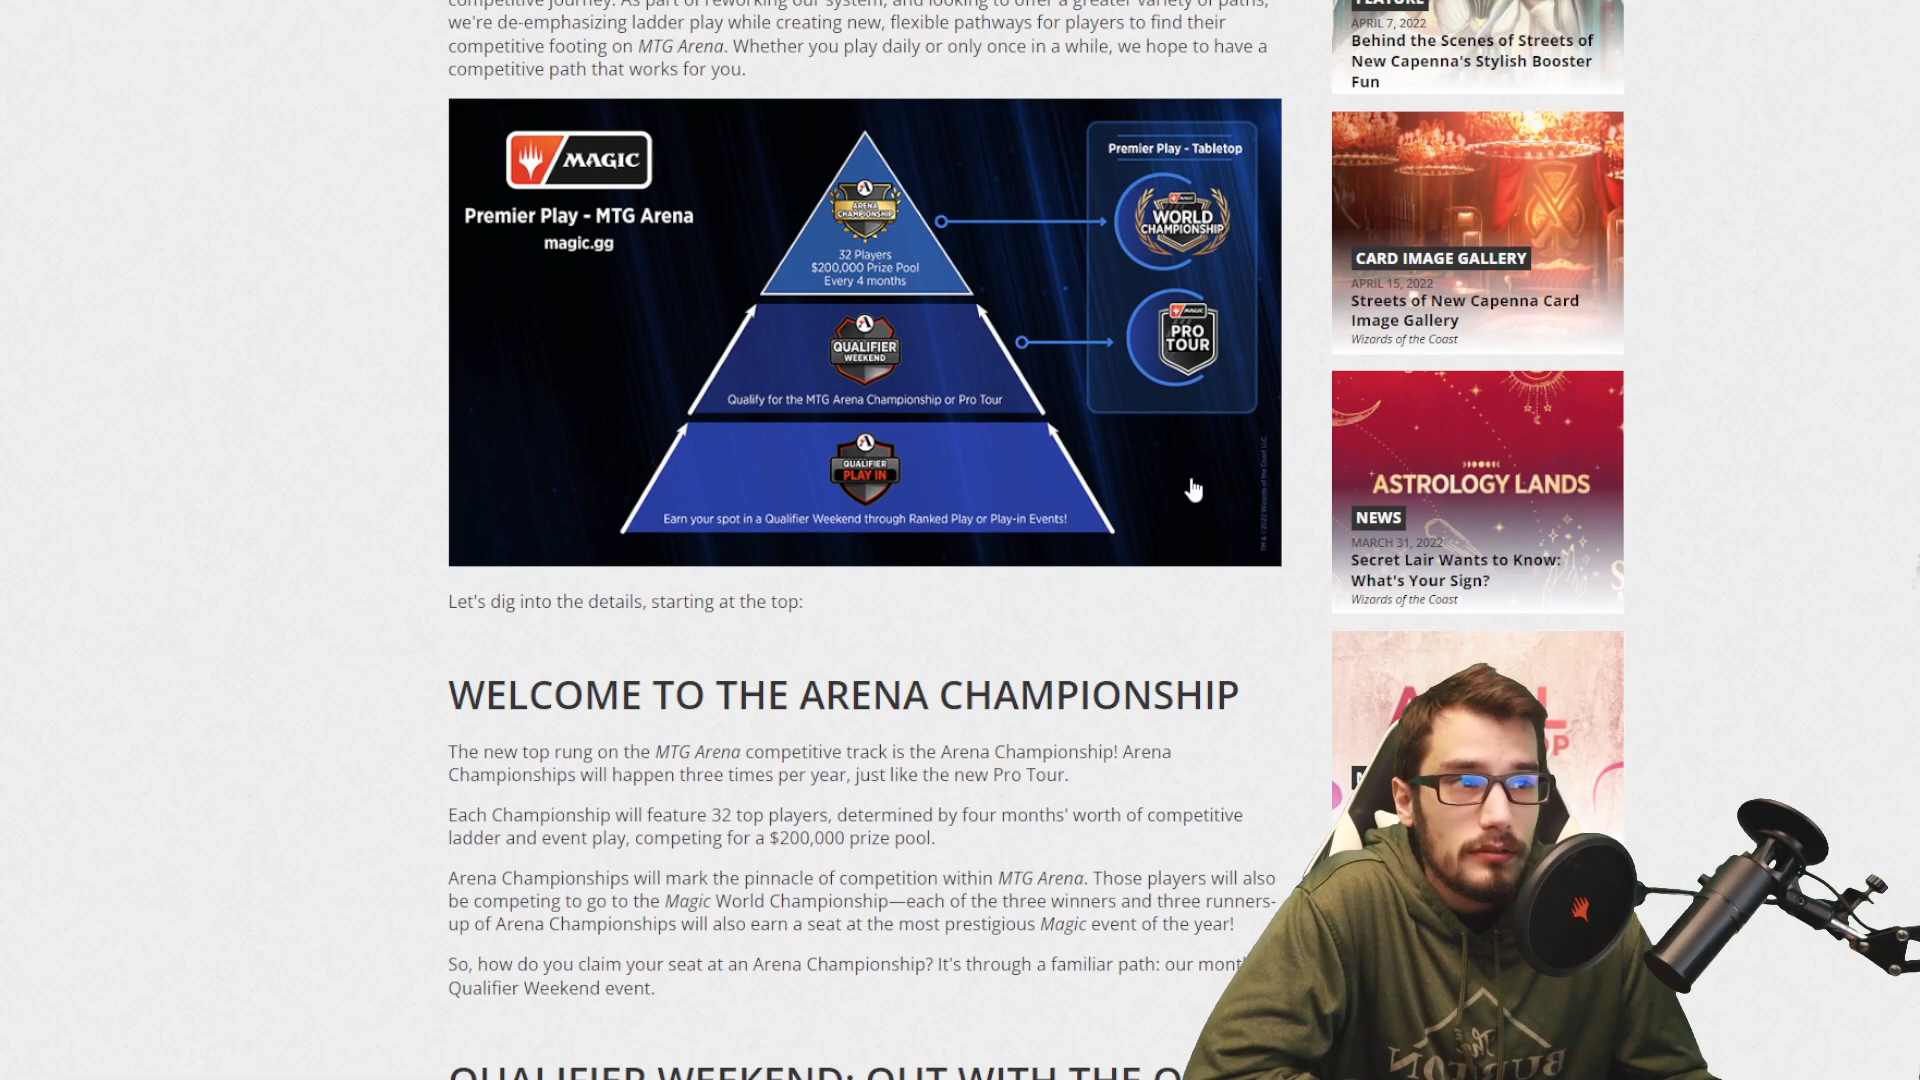 competitive journey. As part of reworking our system, and looking to offer a greater variety of paths,
we're de-emphasizing ladder play while creating new, flexible pathways for players to find their
competitive footing on MTG Arena. Whether you play daily or only once in a while, we hope to have a
competitive path that works for you.
MAGIC
Premier Play - MTG Arena
magic.gg
ARENA
CHAMPIONSHIP
32 Players
$200,000 Prize Pool
Every 4 months
QUALIFIER
WEEKEND
Qualify for the MTG Arena Championship or Pro Tour
QUALIFIER
PLAY IN
Earn your spot in a Qualifier Weekend through Ranked Play or Play-in Events!
Premier Play - Tabletop
MAGIC
WORLD
CHAMPIONSHIP
MAGIC
PRO
TOUR
TM & ©2022 Wizards of the Coast LLC.
Let's dig into the details, starting at the top:
WELCOME TO THE ARENA CHAMPIONSHIP
The new top rung on the MTG Arena competitive track is the Arena Championship! Arena
Championships will happen three times per year, just like the new Pro Tour.
Each Championship will feature 32 top players, determined by four months' worth of competitive
ladder and event play, competing for a $200,000 prize pool.
Arena Championships will mark the pinnacle of competition within MTG Arena. Those players will also
be competing to go to the Magic World Championship—each of the three winners and three runners-
up of Arena Championships will also earn a seat at the most prestigious Magic event of the year!
So, how do you claim your seat at an Arena Championship? It's through a familiar path: our
Qualifier Weekend event.
QUALIFIER WEEKEND: OUT WITH THE
FEATURE
APRIL 7, 2022
Behind the Scenes of Streets of
New Capenna's Stylish Booster
Fun
CARD IMAGE GALLERY
APRIL 15, 2022
Streets of New Capenna Card
Image Gallery
Wizards of the Coast
ASTROLOGY LANDS
NEWS
MARCH 31, 2022
Secret Lair Wants to Know:
What's Your Sign?
Wizards of the Coast